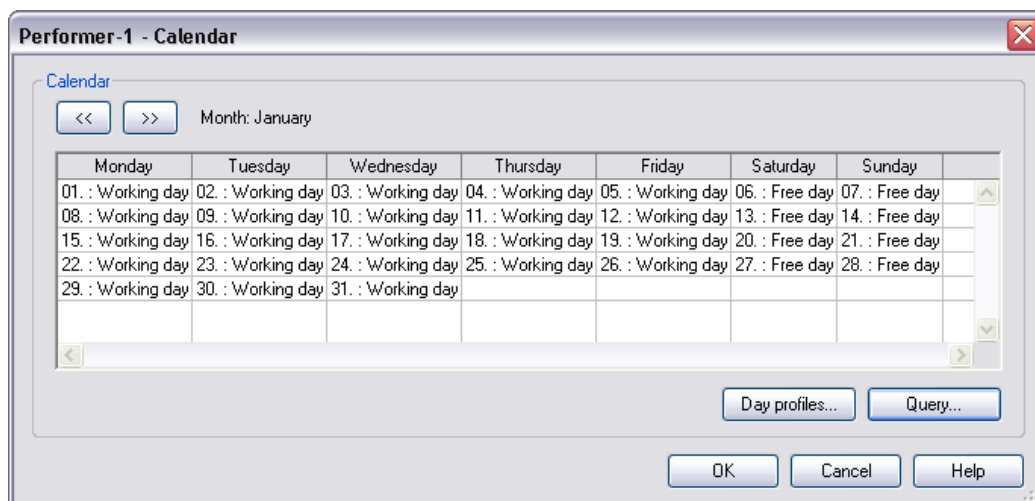 Performer-1 - Calendar
Calendar
<< >> Month: January
Monday Tuesday Wednesday Thursday Friday Saturday Sunday
01. : Working day 02. : Working day 03. : Working day 04. : Working day 05. : Working day 06. : Free day 07. : Free day
08. : Working day 09. : Working day 10. : Working day 11. : Working day 12. : Working day 13. : Free day 14. : Free day
15. : Working day 16. : Working day 17. : Working day 18. : Working day 19. : Working day 20. : Free day 21. : Free day
22. : Working day 23. : Working day 24. : Working day 25. : Working day 26. : Working day 27. : Free day 28. : Free day
29. : Working day 30. : Working day 31. : Working day
Day profiles... Query...
OK Cancel Help